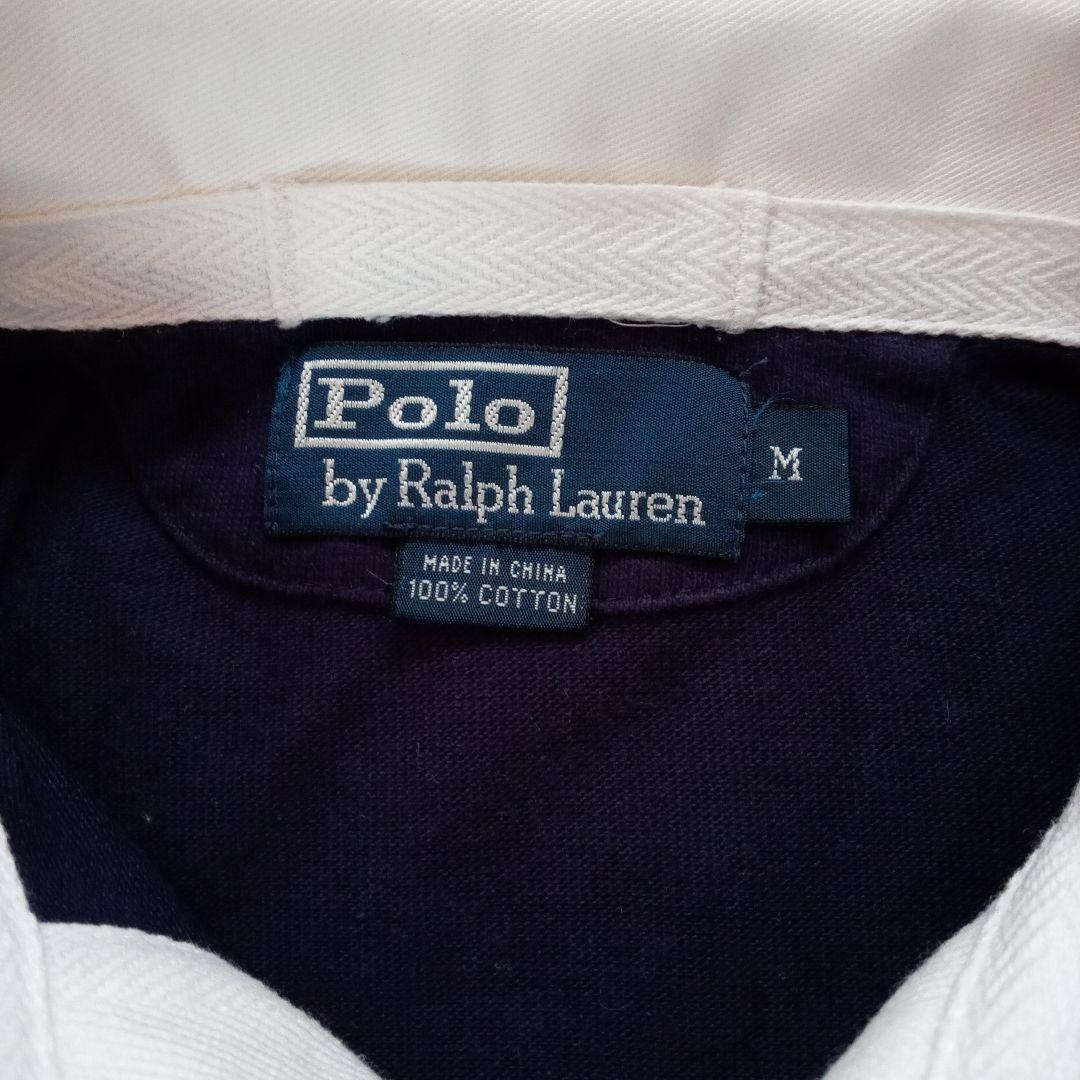 Polo
by Ralph Lauren
M
MADE IN CHINA
100% COTTON